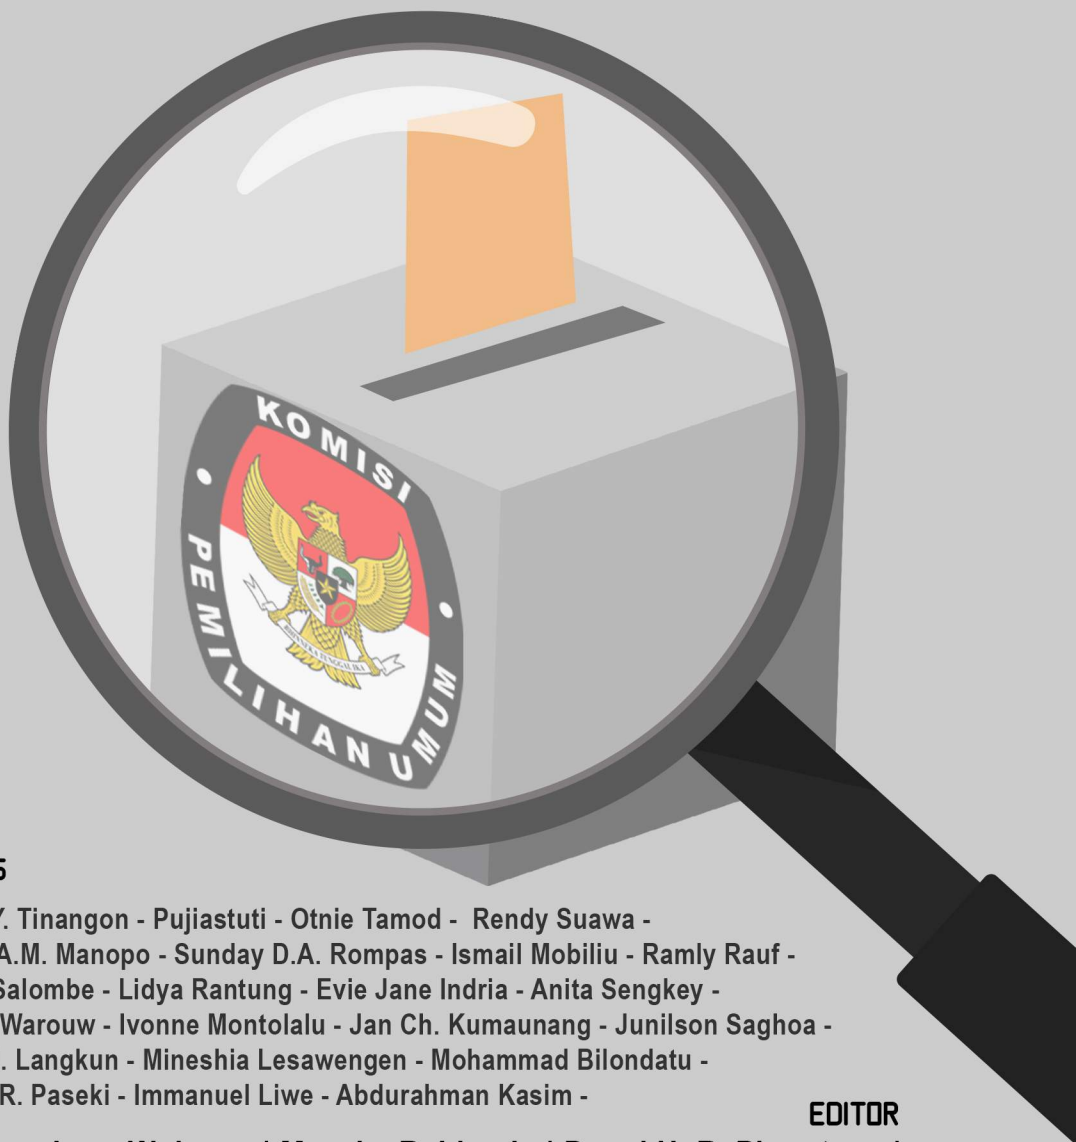 KOMISI
PEMILIHAN UMUM
Y. Tinangon - Pujiastuti - Otnie Tamod - Rendy Suawa -
A.M. Manopo - Sunday D.A. Rompas - Ismail Mobiliu - Ramly Rauf -
Salombe - Lidya Rantung - Evie Jane Indria - Anita Sengkey -
Warouw - Ivonne Montolalu - Jan Ch. Kumaunang - Junilson Saghoa -
. Langkun - Mineshia Lesawengen - Mohammad Bilondatu -
R. Paseki - Immanuel Liwe - Abdurahman Kasim -
EDITOR